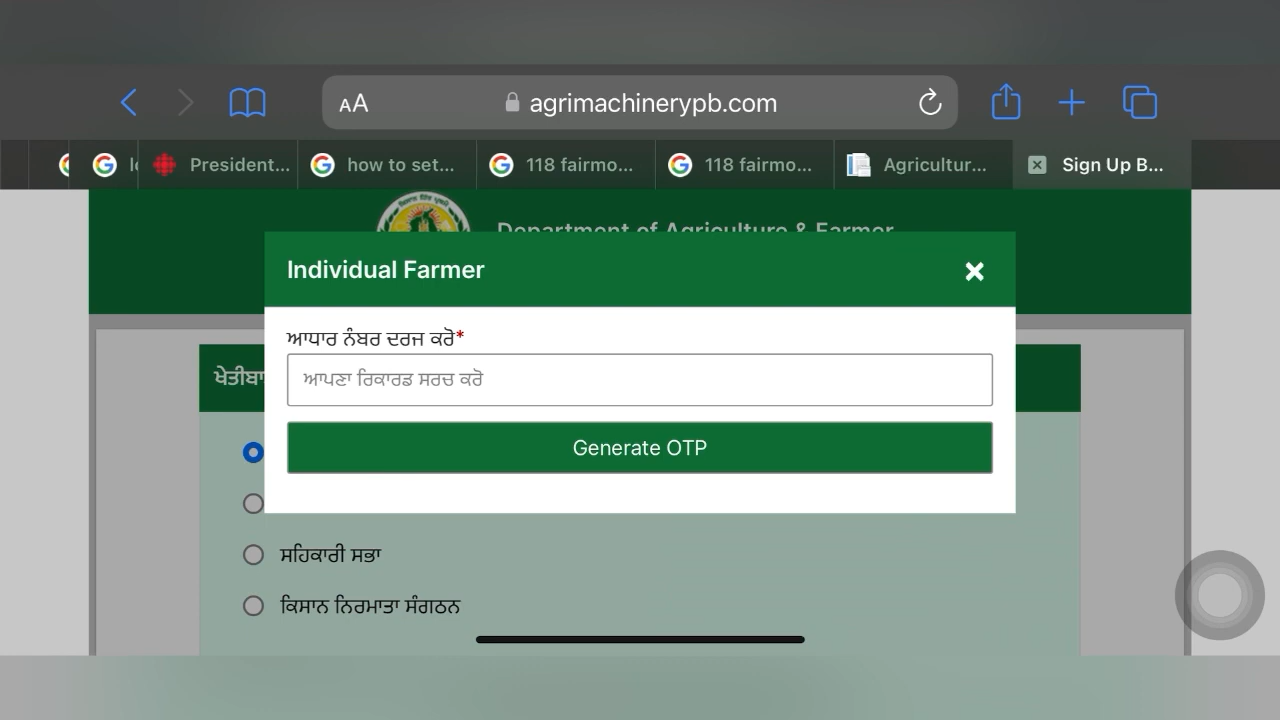 AA agrimachinerypb.com
President... how to set... 118 fairmo... 118 fairmo... Agricultur... Sign Up B...
Department of Agriculture & Farmer
Individual Farmer
ਆਧਾਰ ਨੰਬਰ ਦਰਜ ਕਰੋ*
ਆਪਣਾ ਰਿਕਾਰਡ ਸਰਚ ਕਰੋ
Generate OTP
ਸਹਿਕਾਰੀ ਸਭਾ
ਕਿਸਾਨ ਨਿਰਮਾਤਾ ਸੰਗਠਨ